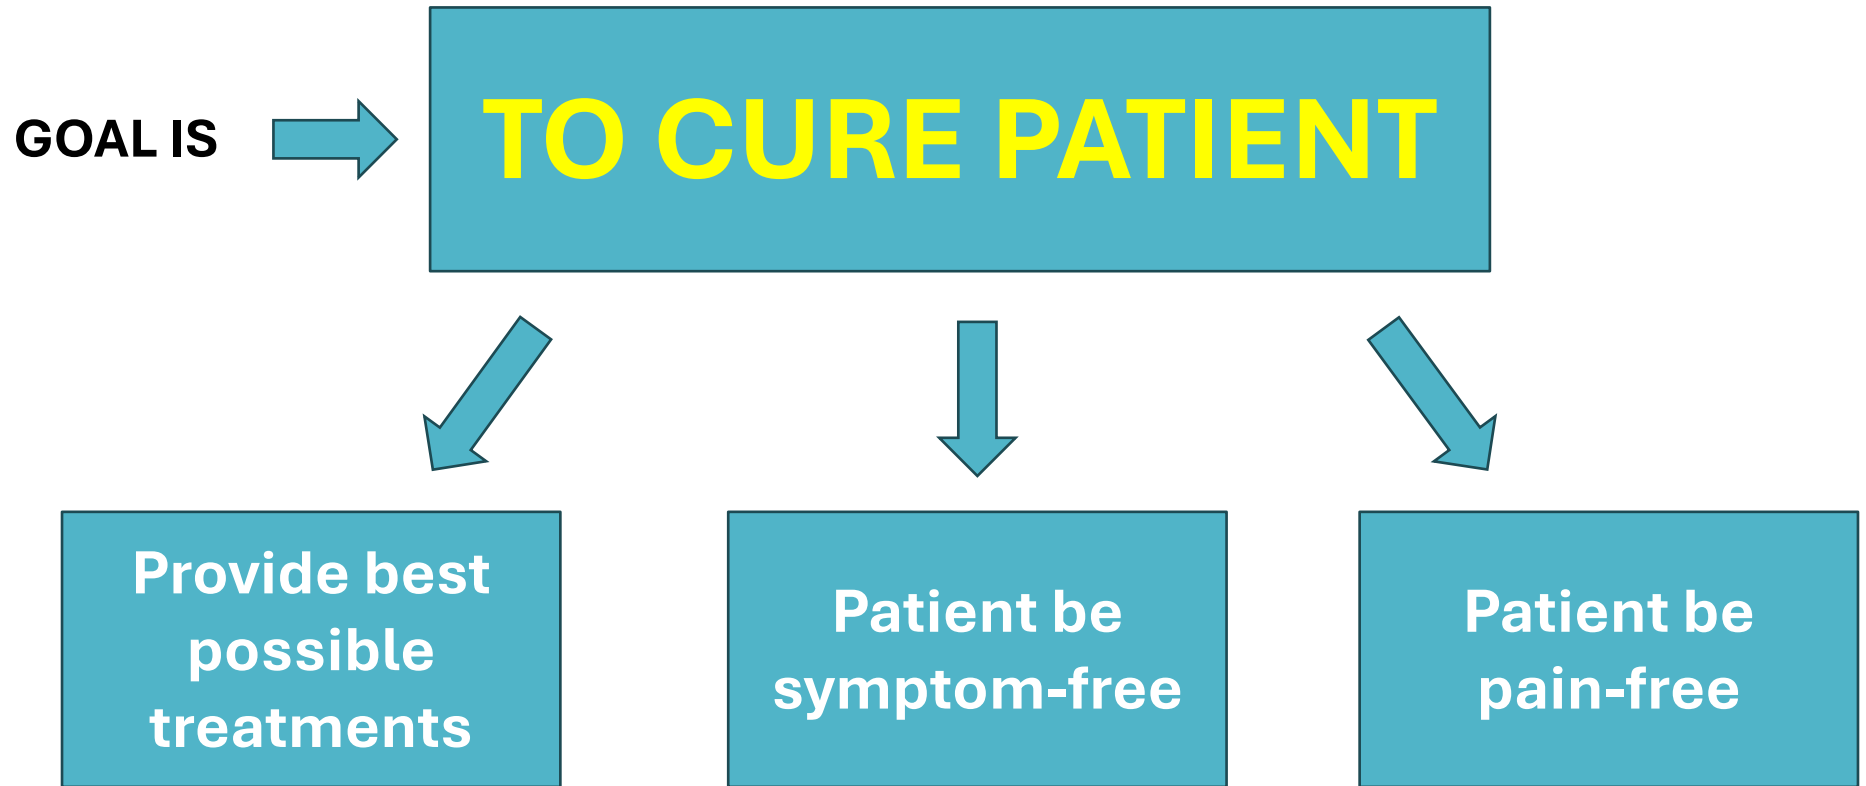 GOAL IS
TO CURE PATIENT
Provide best
possible
treatments
Patient be
symptom-free
Patient be
pain-free